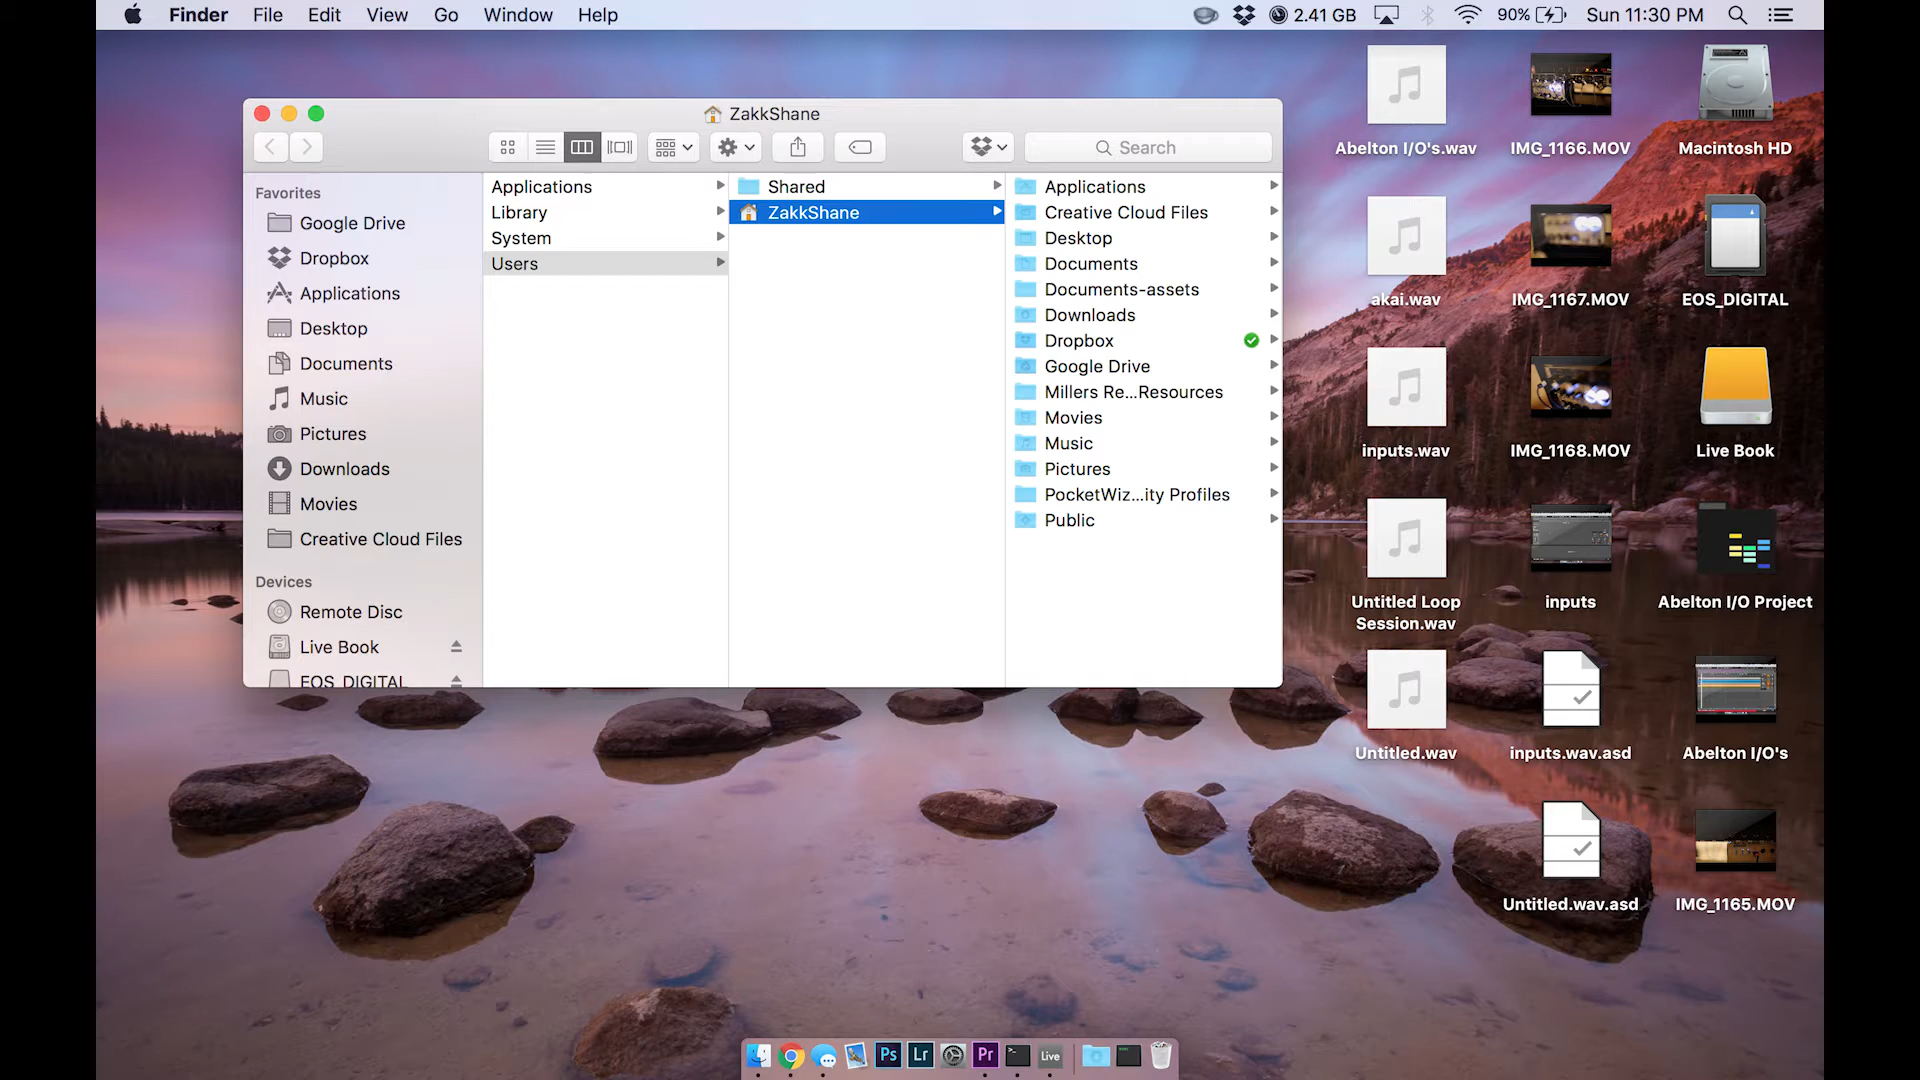 Finder File Edit View Go Window Help 2.41 GB 90% Sun 11:30 PM
ZakkShane
Search
Favorites
Google Drive
Dropbox
Applications
Desktop
Documents
Music
Pictures
Downloads
Movies
Creative Cloud Files
Devices
Remote Disc
Live Book
EOS_DIGITAL
Applications
Library
System
Users
Shared
ZakkShane
Applications
Creative Cloud Files
Desktop
Documents
Documents-assets
Downloads
Dropbox
Google Drive
Millers Re...Resources
Movies
Music
Pictures
PocketWiz...ity Profiles
Public
Abelton I/O's.wav IMG_1166.MOV Macintosh HD
akai.wav IMG_1167.MOV EOS_DIGITAL
inputs.wav IMG_1168.MOV Live Book
Untitled Loop inputs Abelton I/O Project
Session.wav
Untitled.wav inputs.wav.asd Abelton I/O's
Untitled.wav.asd IMG_1165.MOV
Ps Lr Pr Live